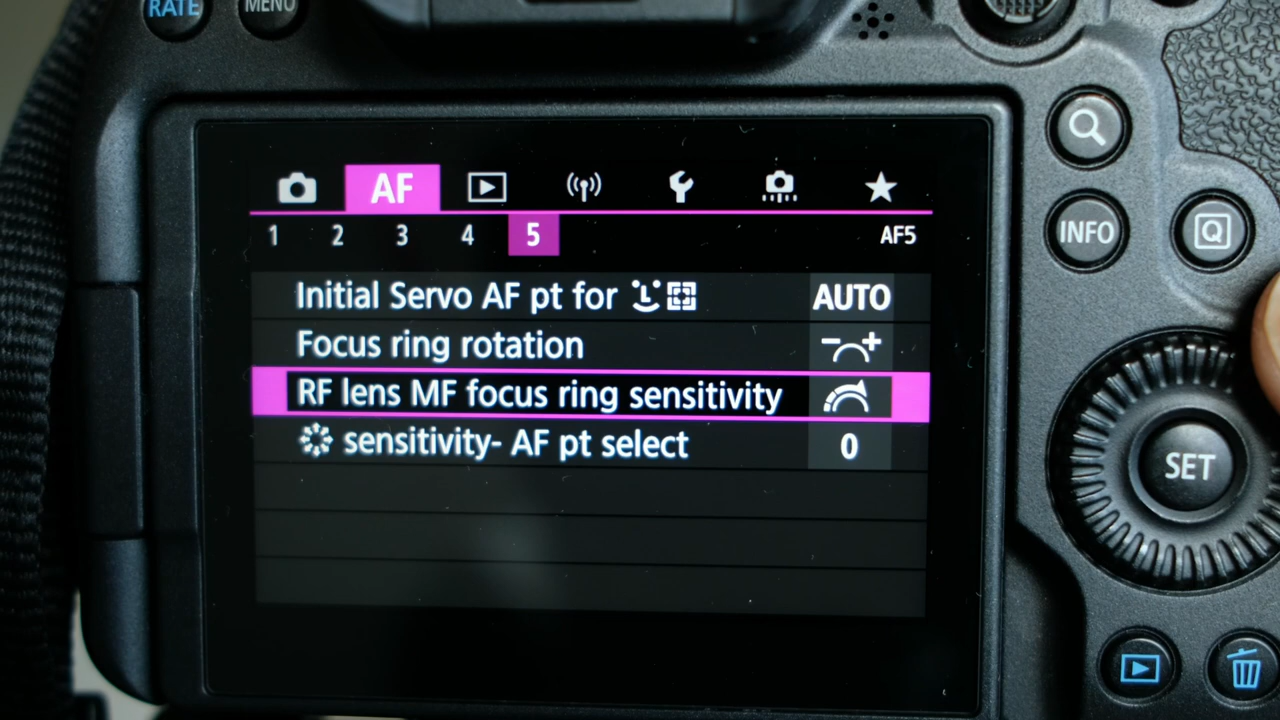 RATE
MENU
AF
1 2 3 4 5 AF5
Initial Servo AF pt for AUTO
Focus ring rotation
RF lens MF focus ring sensitivity
sensitivity- AF pt select 0
INFO
Q
SET